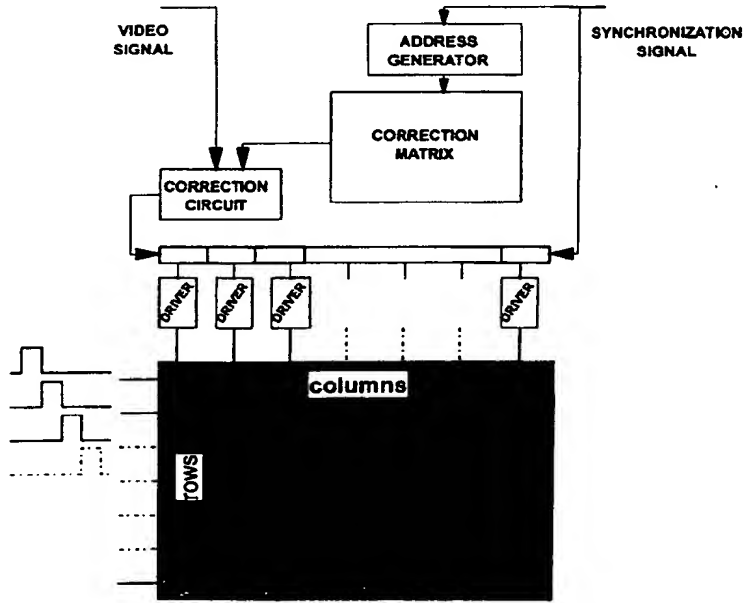 VIDEO
SIGNAL
ADDRESS
GENERATOR
SYNCHRONIZATION
SIGNAL
CORRECTION
MATRIX
CORRECTION
CIRCUIT
DRIVER
DRIVER
DRIVER
DRIVER
columns
rows